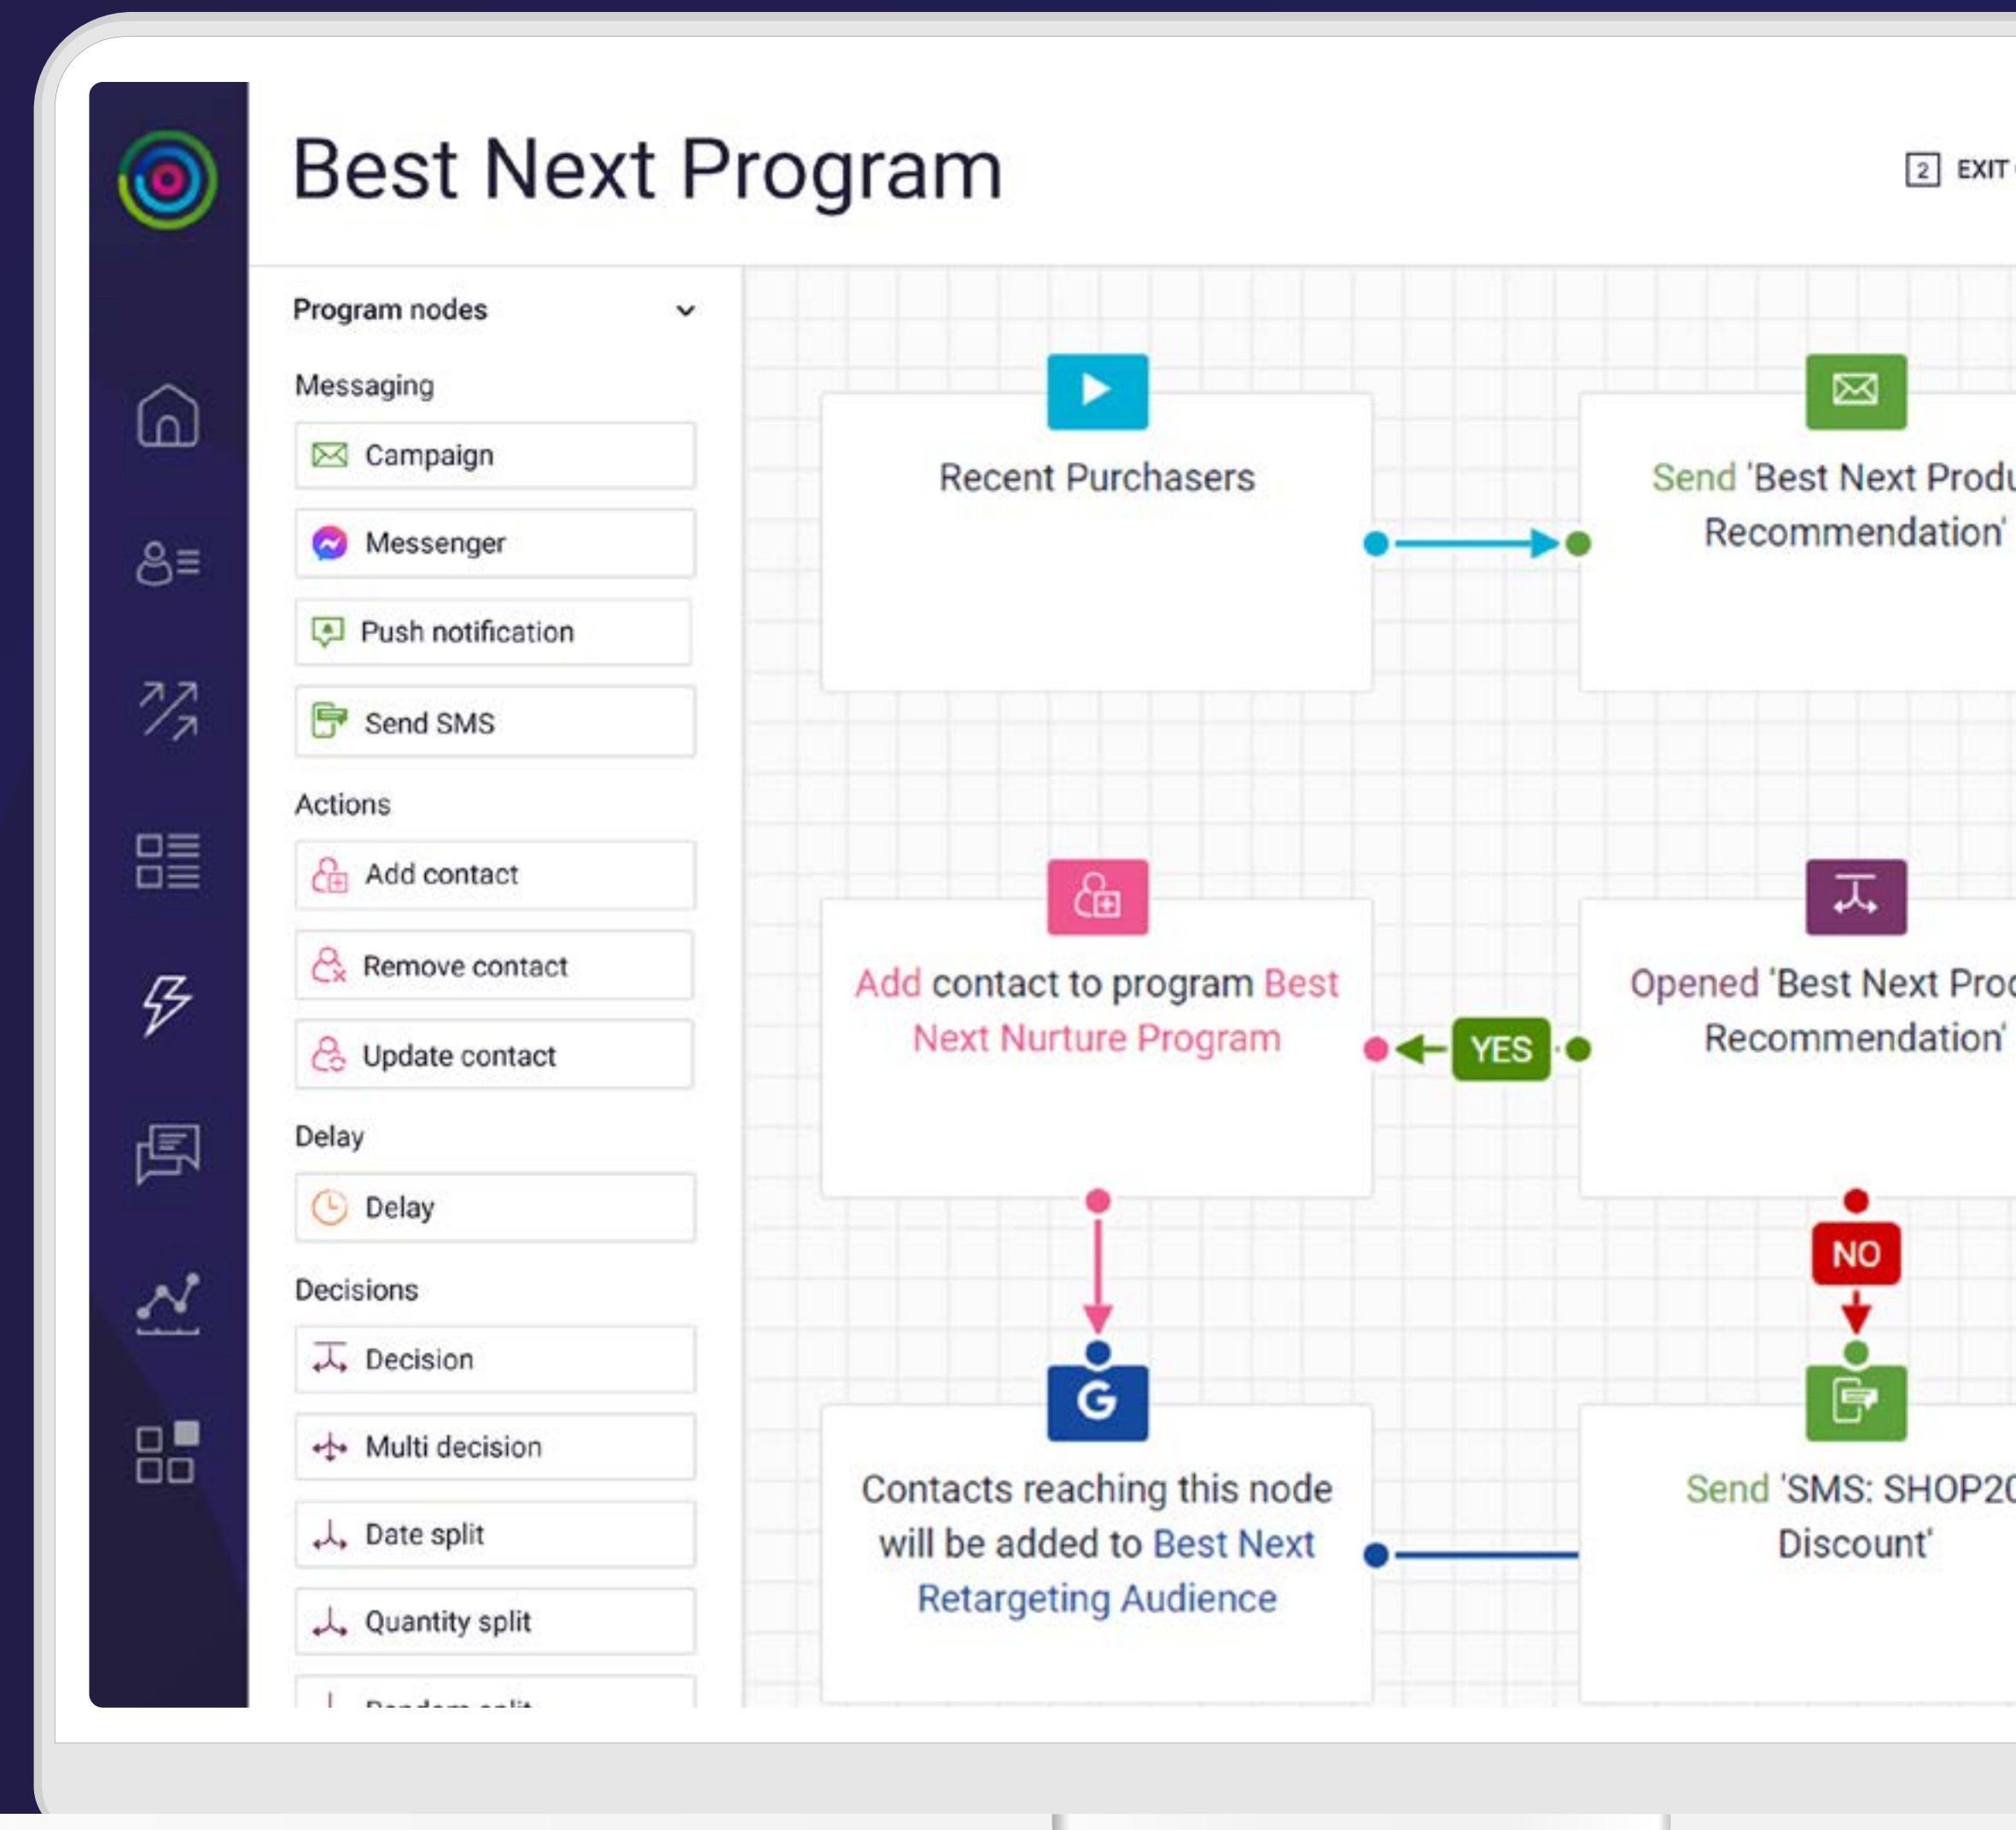 Best Next Program
2 EXIT
Program nodes
Messaging
Campaign
Messenger
Push notification
Send SMS
Actions
Add contact
Remove contact
Update contact
Delay
Delay
Decisions
Decision
Multi decision
Date split
Quantity split
Recent Purchasers
Send 'Best Next Produ
Recommendation'
Add contact to program Best
Next Nurture Program
YES
Opened 'Best Next Prod
Recommendation'
NO
G
Contacts reaching this node
will be added to Best Next
Retargeting Audience
Send 'SMS: SHOP20
Discount'